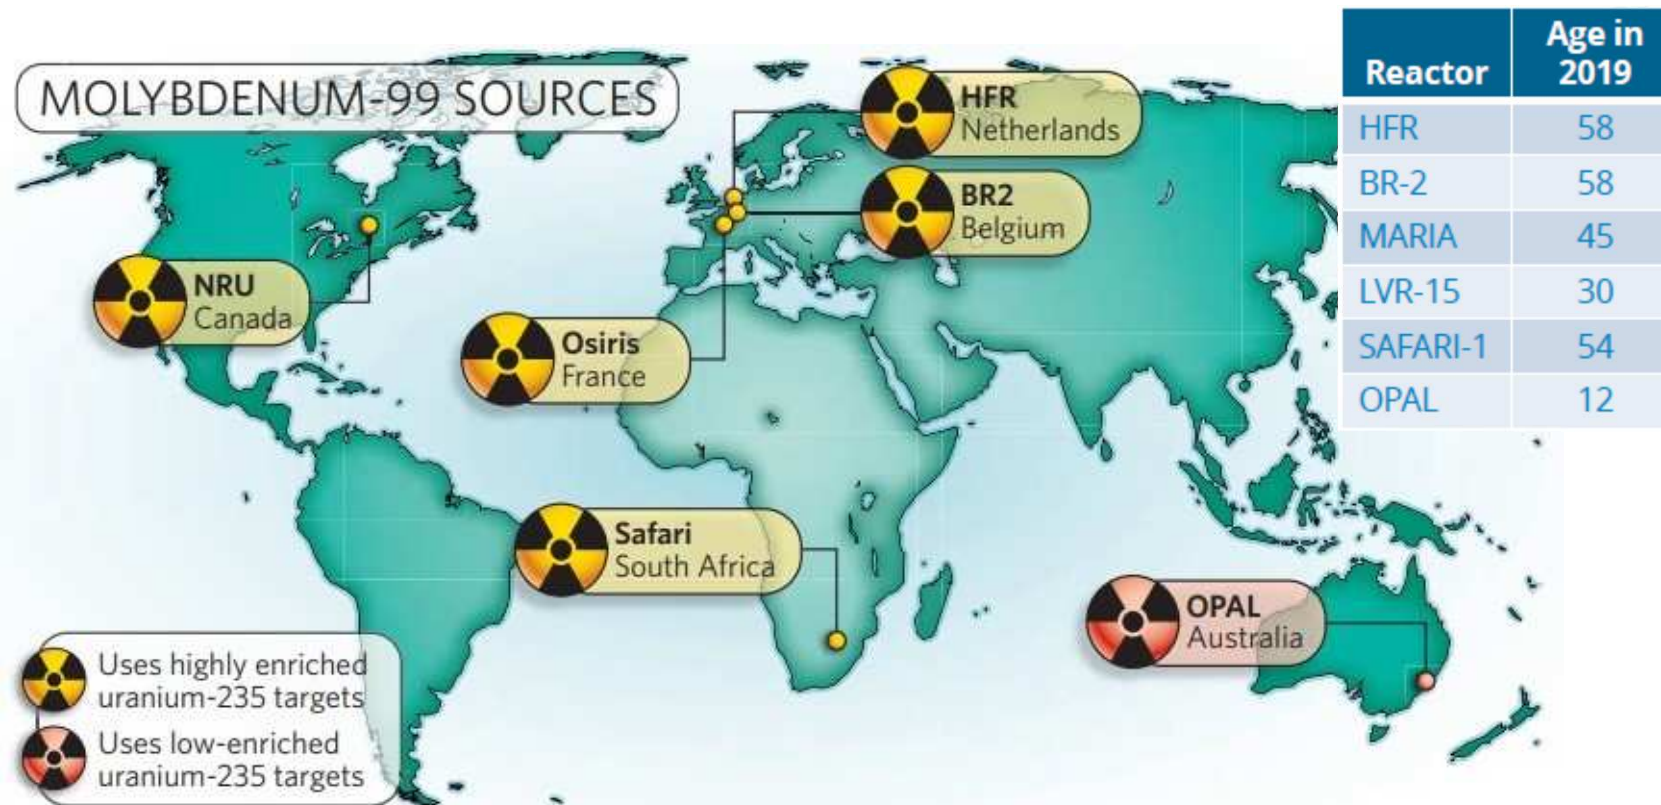 MOLYBDENUM-99 SOURCES
HFR
Netherlands
BR2
Belgium
NRU
Canada
Osiris
France
Safari
South Africa
OPAL
Australia
Uses highly enriched
uranium-235 targets
Uses low-enriched
uranium-235 targets
Reactor Age in
2019
HFR 58
BR-2 58
MARIA 45
LVR-15 30
SAFARI-1 54
OPAL 12